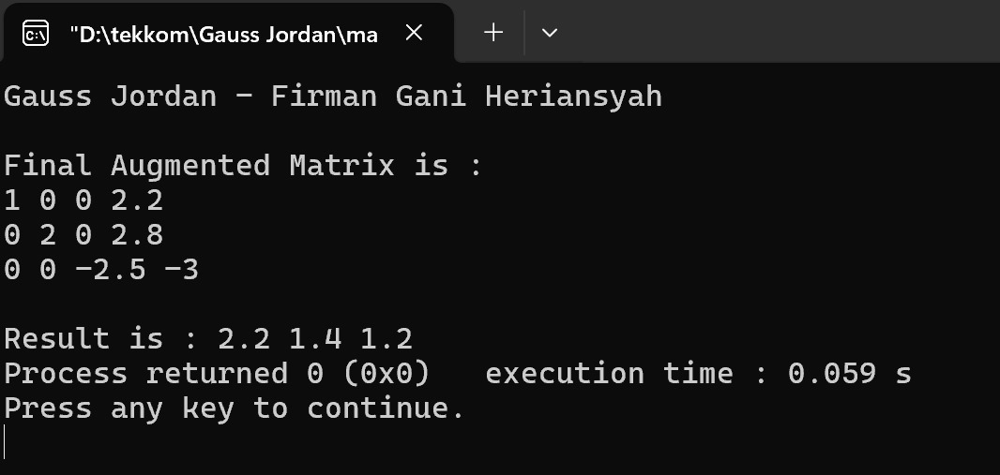 "D:\tekkom\Gauss Jordan\ma
Gauss Jordan - Firman Gani Heriansyah
Final Augmented Matrix is :
1 0 0 2.2
0 2 0 2.8
0 0 -2.5 -3
Result is : 2.2 1.4 1.2
Process returned 0 (0x0)   execution time : 0.059 s
Press any key to continue.